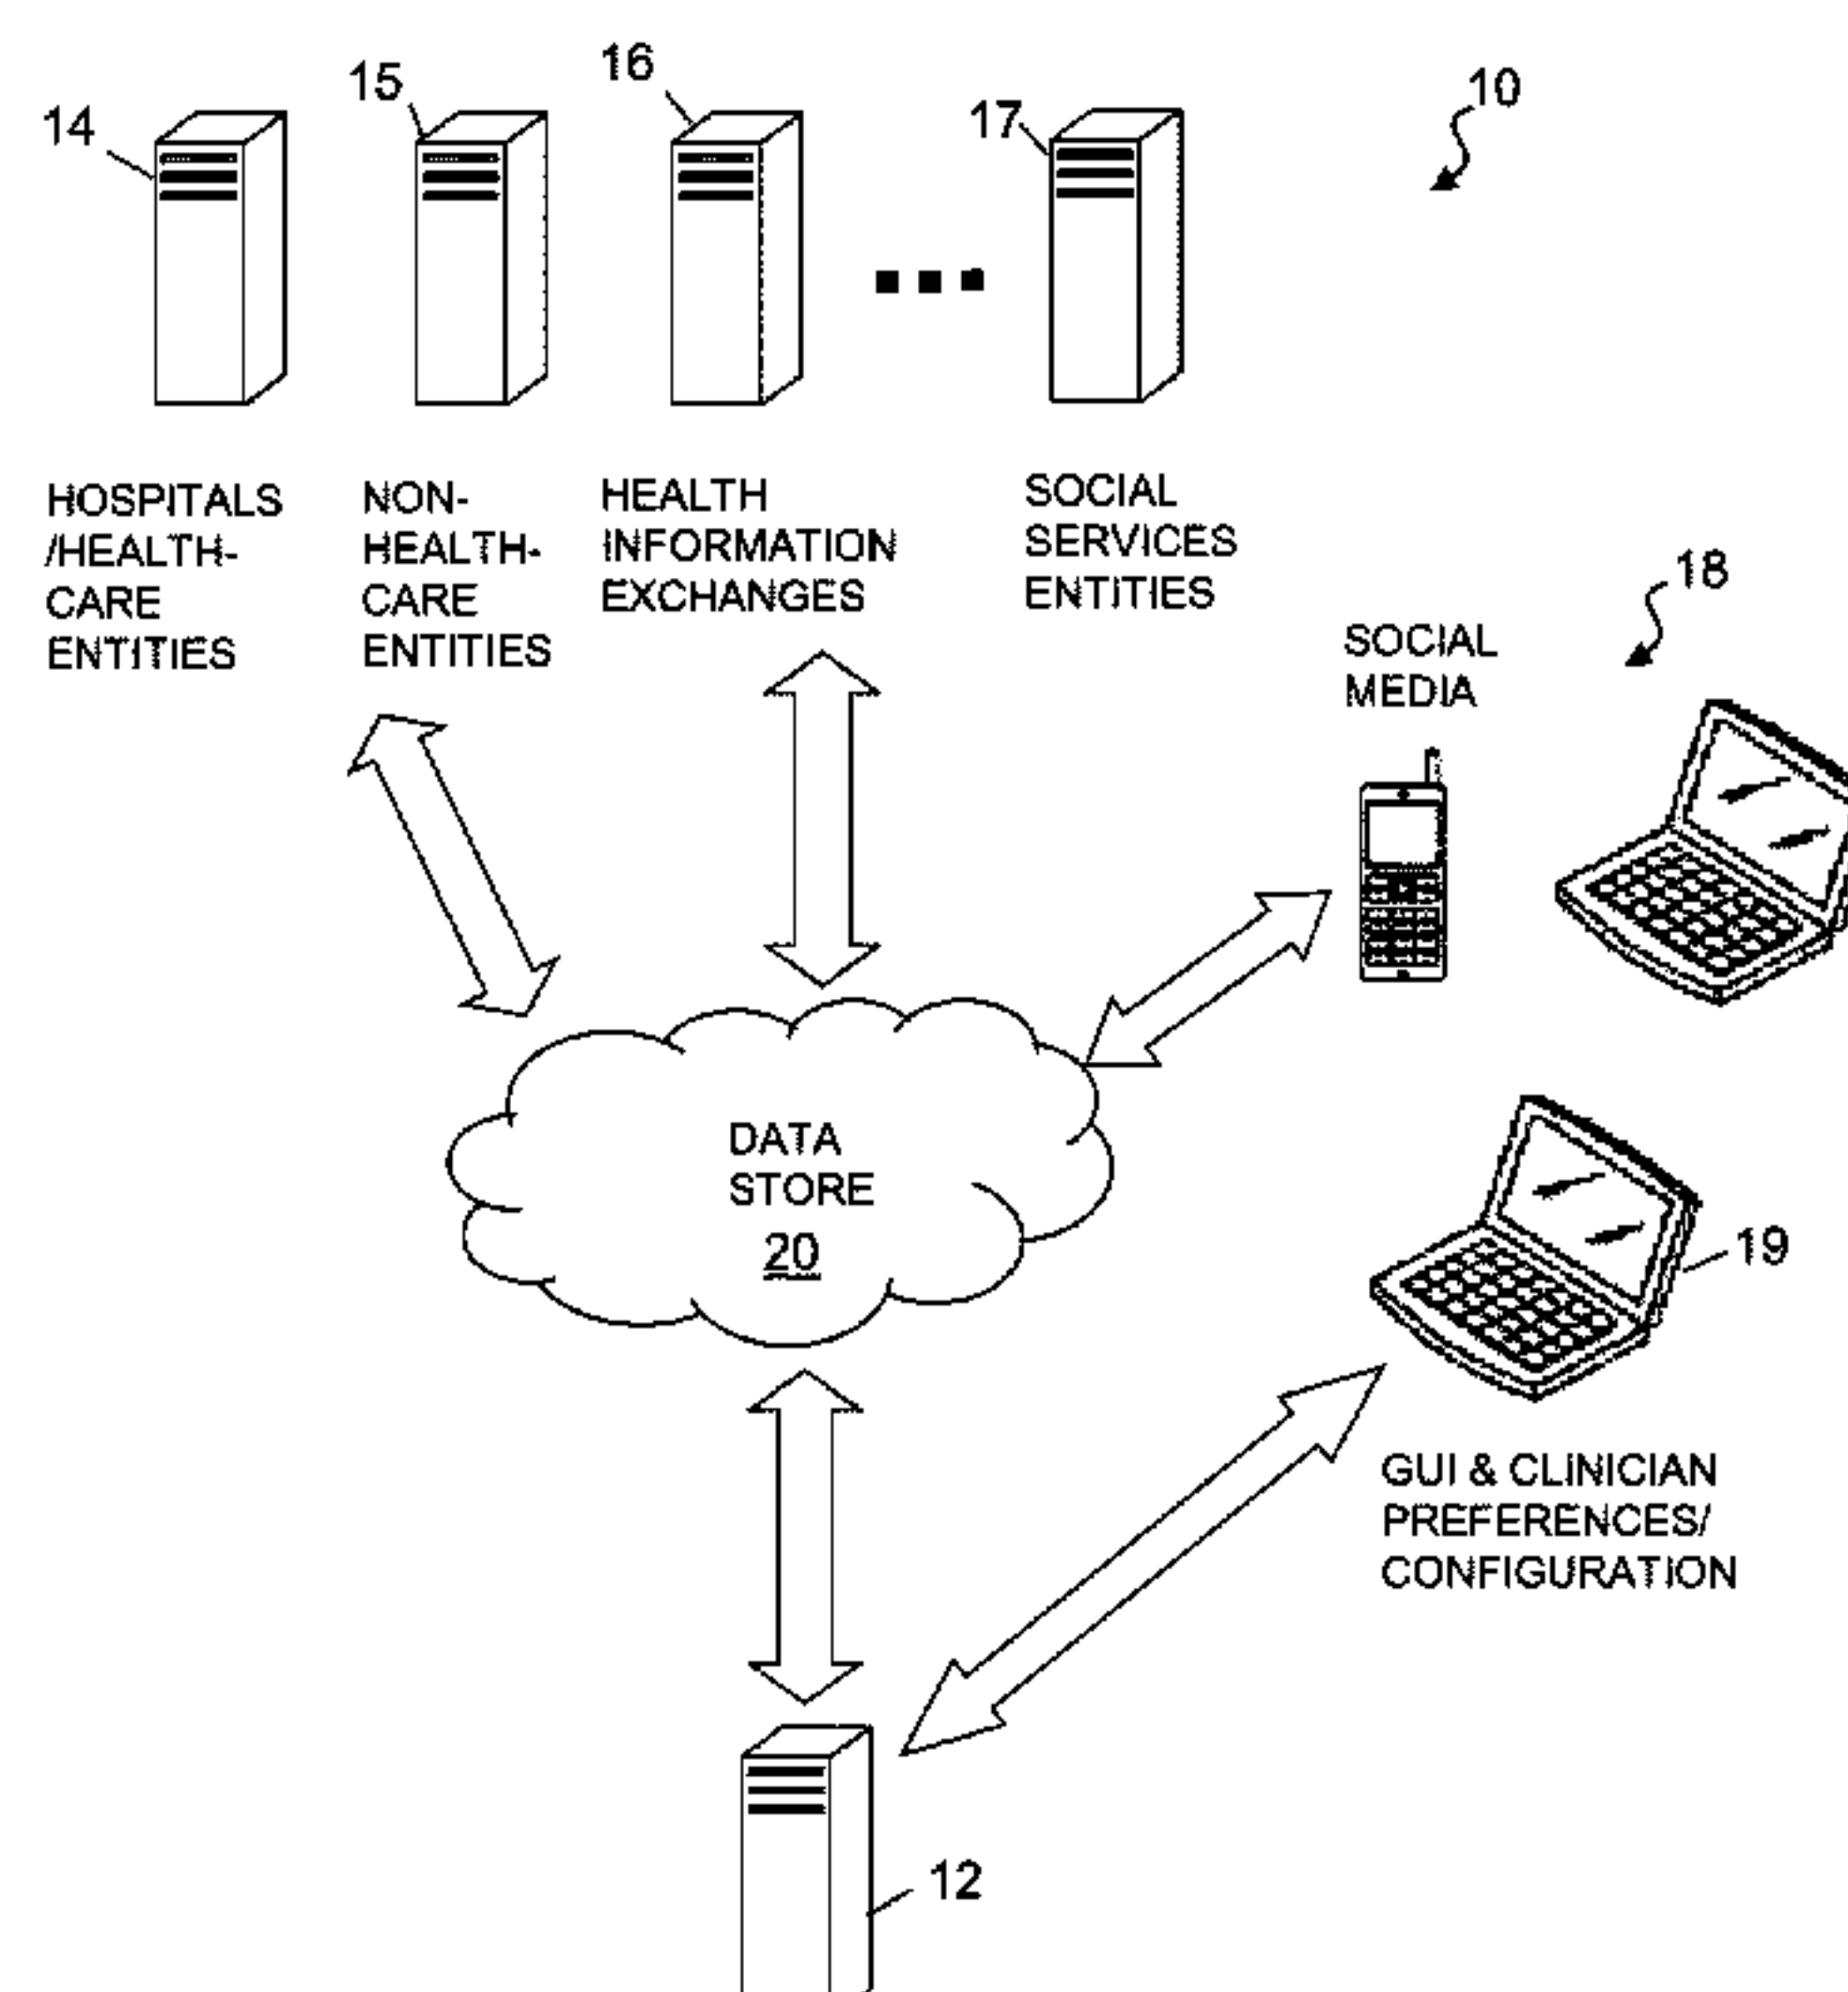 14
15
16
17
10
HOSPITALS
/HEALTH-
CARE
ENTITIES
NON-
HEALTH-
CARE
ENTITIES
HEALTH
INFORMATION
EXCHANGES
SOCIAL
SERVICES
ENTITIES
18
SOCIAL
MEDIA
DATA
STORE
20
19
GUI & CLINICIAN
PREFERENCES/
CONFIGURATION
12